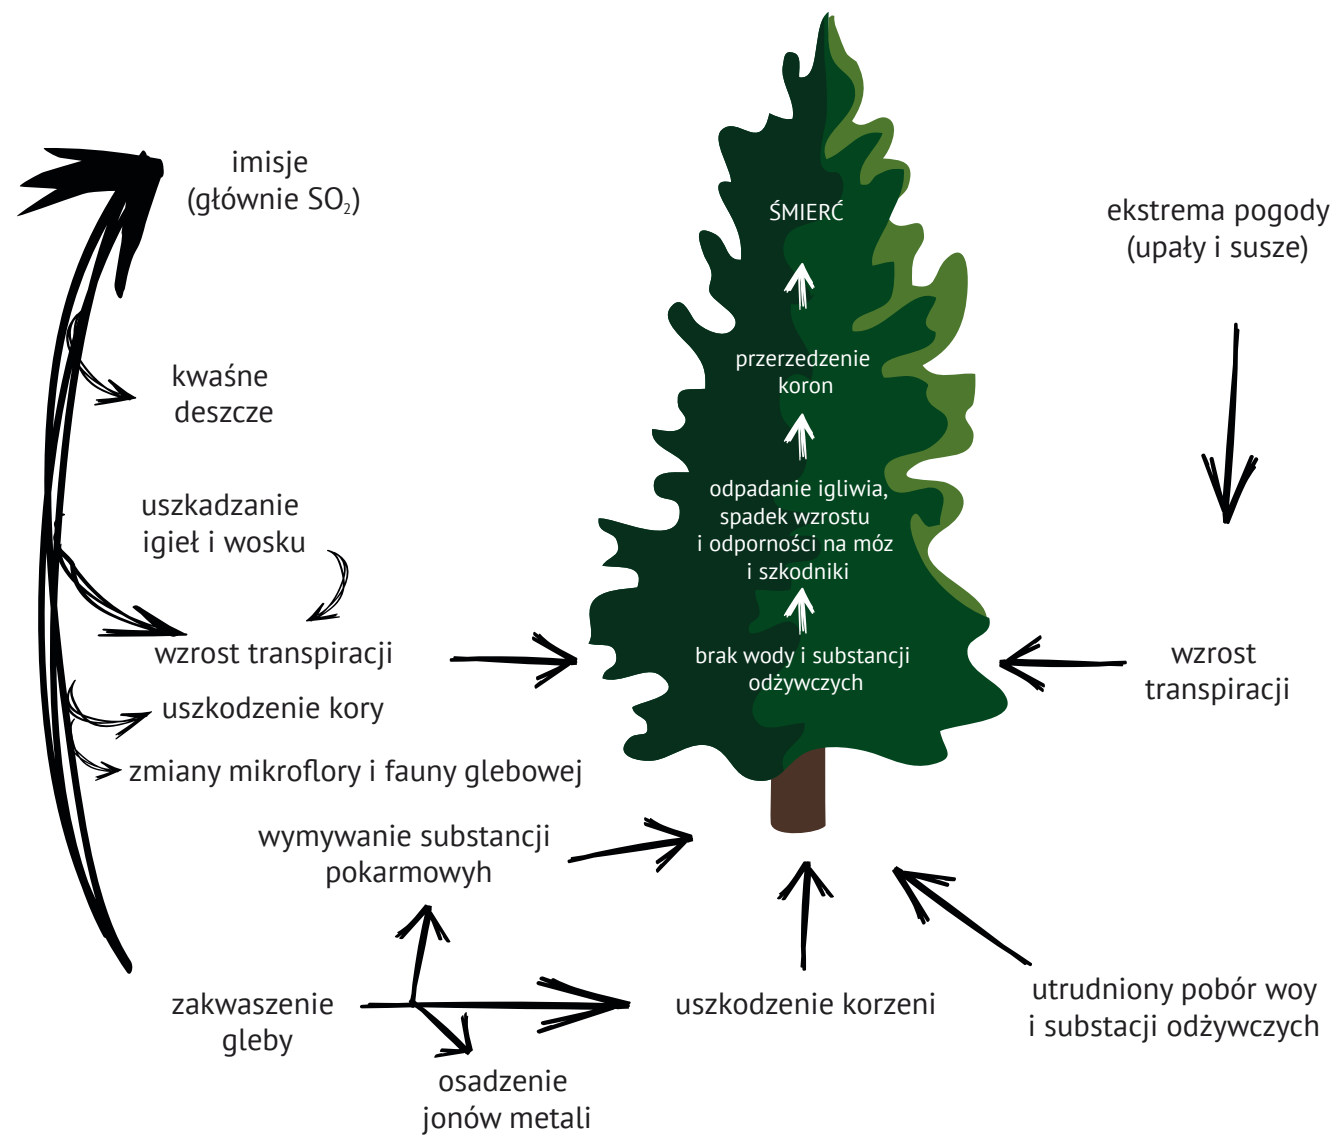 imisje
(głównie SO₂)
kwaśne
deszcze
uszkadzanie
igieł i wosku
wzrost transpiracji
uszkodzenie kory
zmiany mikroflory i fauny glebowej
wymywanie substancji
pokarmowyh
zakwaszenie
gleby
osadzenie
jonów metali
uszkodzenie korzeni
utrudniony pobór woy
i substacji odżywczych
ŚMIERĆ
przerzedzenie
koron
odpadanie igliwia,
spadek wzrostu
i odporności na móz
i szkodniki
brak wody i substancji
odżywczych
ekstrema pogody
(upały i susze)
wzrost
transpiracji